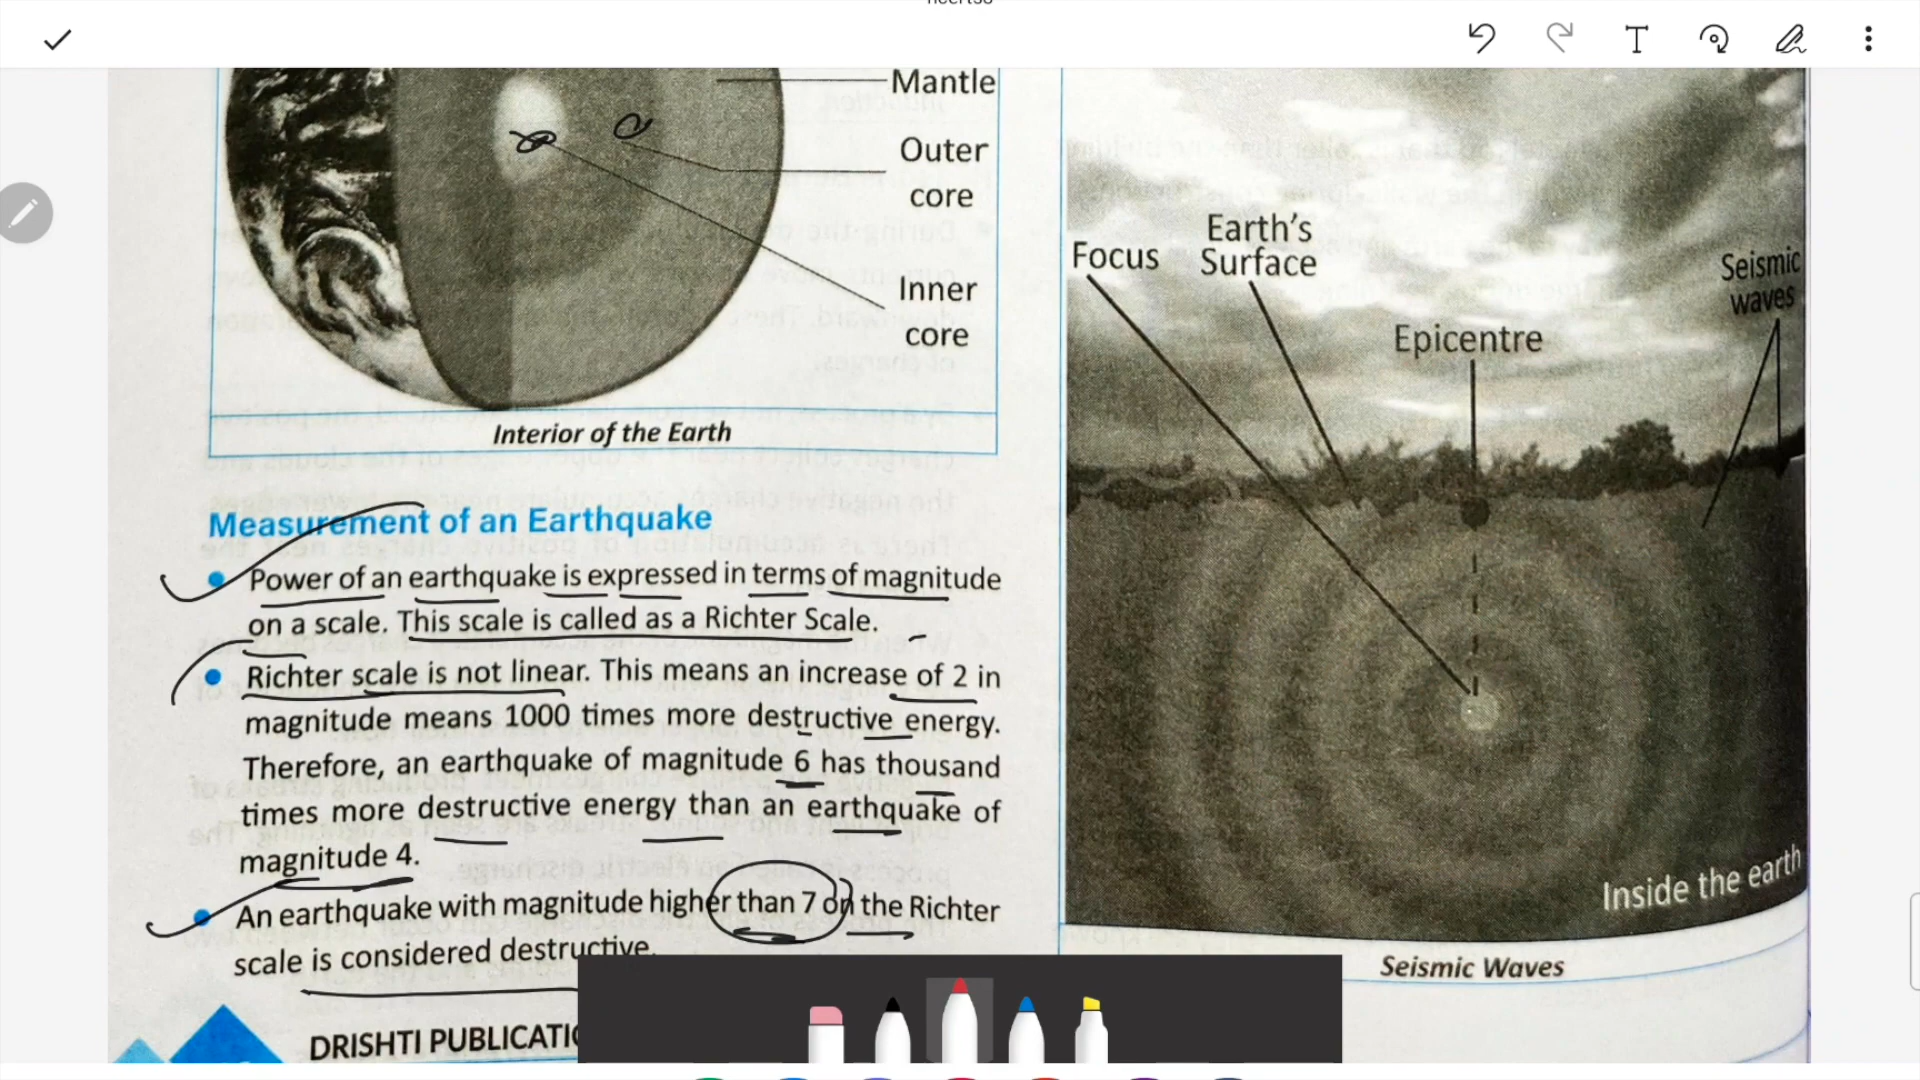 Mantle
Outer
core
Inner
core
Interior of the Earth
Measurement of an Earthquake
Power of an earthquake is expressed in terms of magnitude
on a scale. This scale is called as a Richter Scale.
Richter scale is not linear. This means an increase of 2 in
magnitude means 1000 times more destructive energy.
Therefore, an earthquake of magnitude 6 has thousand
times more destructive energy than an earthquake of
magnitude 4.
An earthquake with magnitude higher than 7 on the Richter
scale is considered destructive.
DRISHTI PUBLICATIO
Focus
Earth's
Surface
Epicentre
Seismic
waves
Inside the earth
Seismic Waves